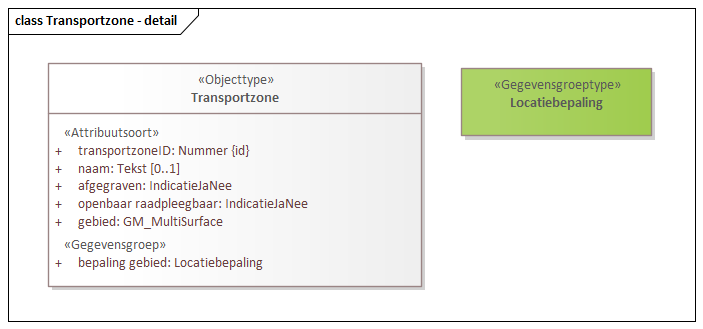 class Transportzone - detail
«Objecttype»
Transportzone
«Attribuutsoort»
+ transportzoneID: Nummer {id}
+ naam: Tekst [0..1]
+ afgegraven: IndicatieJaNee
+ openbaar raadpleegbaar: IndicatieJaNee
+ gebied: GM_MultiSurface
«Gegevensgroep»
+ bepaling gebied: Locatiebepaling
«Gegevensgroeptype»
Locatiebepaling